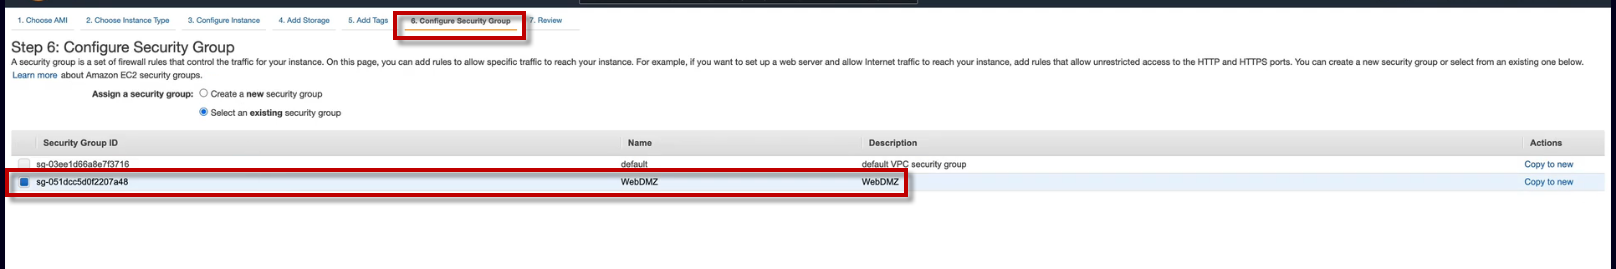 1. Choose AMI 2. Choose Instance Type 3. Configure Instance 4. Add Storage 5. Add Tags 6. Configure Security Group 7. Review
Step 6: Configure Security Group
A security group is a set of firewall rules that control the traffic for your instance. On this page, you can add rules to allow specific traffic to reach your instance. For example, if you want to set up a web server and allow Internet traffic to reach your instance, add rules that allow unrestricted access to the HTTP and HTTPS ports. You can create a new security group or select from an existing one below.
Learn more about Amazon EC2 security groups.
Assign a security group: Create a new security group
Select an existing security group
Security Group ID Name Description Actions
sg-03ee1d66a8e7f3716 default default VPC security group Copy to new
sg-051dcc5d0f2207a48 WebDMZ WebDMZ Copy to new